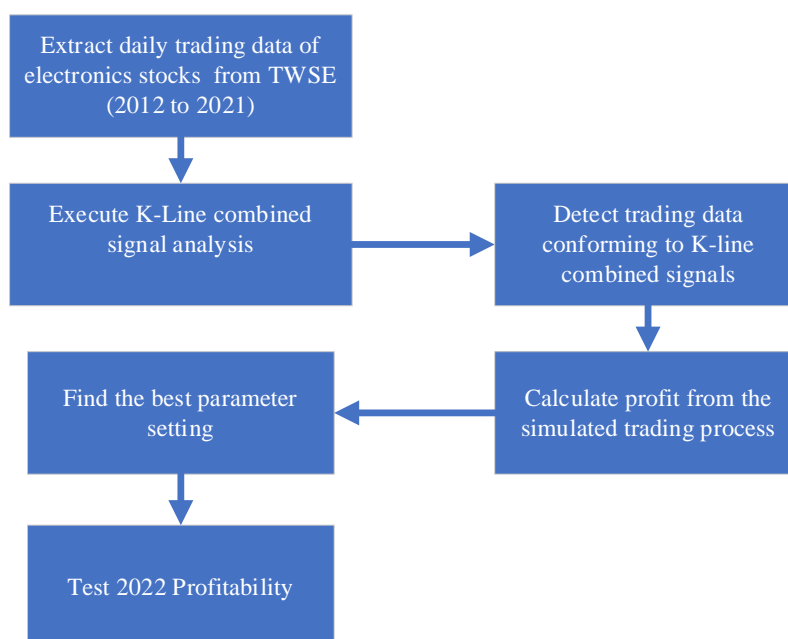 Extract daily trading data of
electronics stocks from TWSE
(2012 to 2021)
Execute K-Line combined
signal analysis
Detect trading data
conforming to K-line
combined signals
Calculate profit from the
simulated trading process
Find the best parameter
setting
Test 2022 Profitability